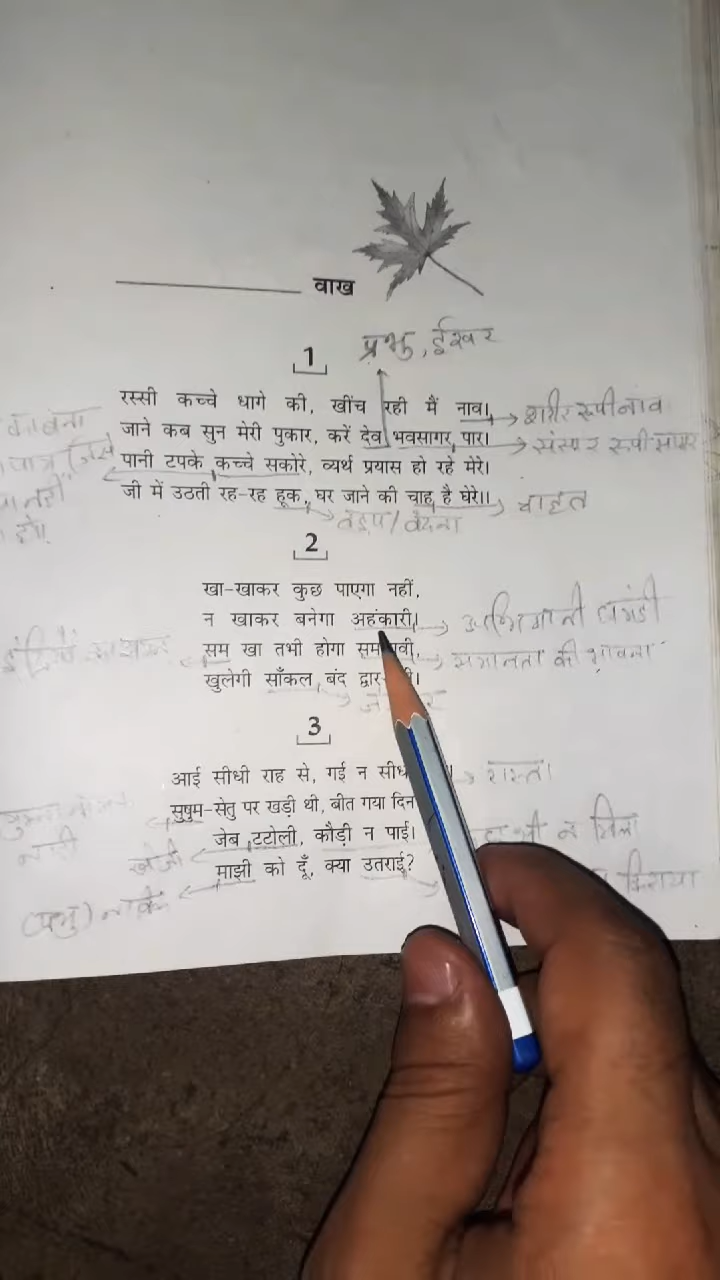 वाख
1
प्रभु, ईश्वर
रस्सी कच्चे धागे की, खींच रही मैं नाव। शरीर रूपी नाव
जाने कब सुन मेरी पुकार, करें देव भवसागर पार। संसार रूपी सागर
पानी टपके कच्चे सकोरे, व्यर्थ प्रयास हो रहे मेरे।
जी में उठती रह-रह हूक, घर जाने की चाह है घेरे।। चाहत
तड़प/वेदना
2
खा-खाकर कुछ पाएगा नहीं,
न खाकर बनेगा अहंकारी। अभिमानी घमंडी
सम खा तभी होगा समभावी, समानता की भावना
खुलेगी साँकल बंद द्वार की।
3
आई सीधी राह से, गई न सीधी रास्ता
सुषुम-सेतु पर खड़ी थी, बीत गया दिन
जेब टटोली, कौड़ी न पाई। न मिला
खोजी
माझी को दूँ, क्या उतराई? किराया
(प्रभु) नाविक